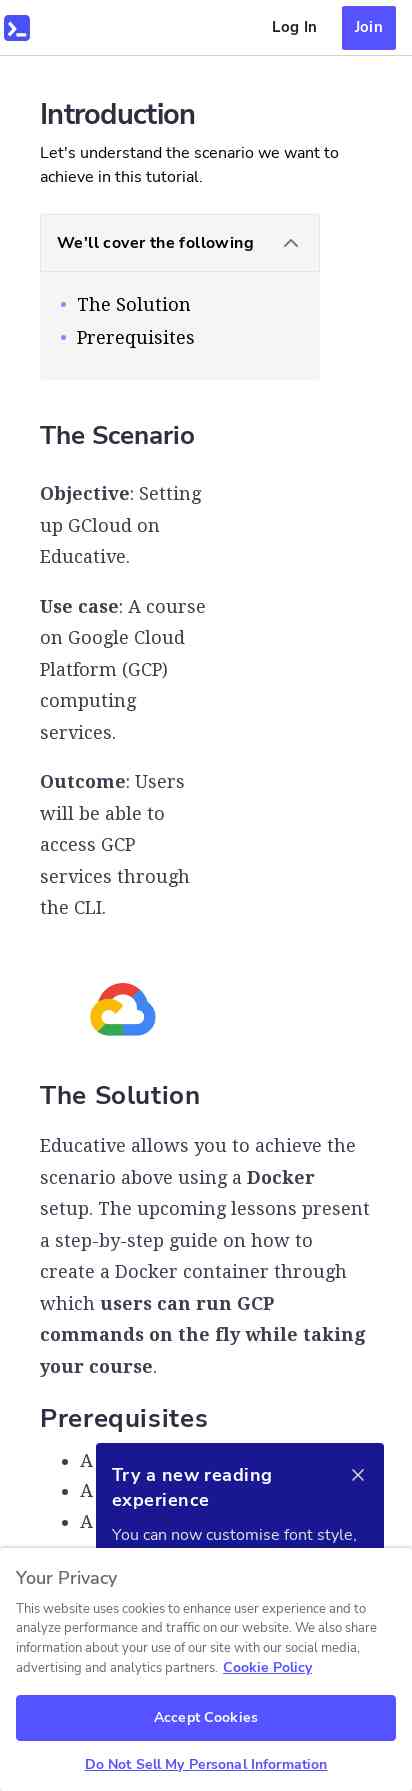 Log In
Join
Introduction
Let's understand the scenario we want to
achieve in this tutorial.
We'll cover the following
The Solution
Prerequisites
The Scenario
Objective: Setting
up GCloud on
Educative.
Use case: A course
on Google Cloud
Platform (GCP)
computing
services.
Outcome: Users
will be able to
access GCP
services through
the CLI.
The Solution
Educative allows you to achieve the
scenario above using a Docker
setup. The upcoming lessons present
a step-by-step guide on how to
create a Docker container through
which users can run GCP
commands on the fly while taking
your course.
Prerequisites
A
A
A
Try a new reading
experience
You can now customise font style,
Your Privacy
This website uses cookies to enhance user experience and to
analyze performance and traffic on our website. We also share
information about your use of our site with our social media,
advertising and analytics partners. Cookie Policy
Accept Cookies
Do Not Sell My Personal Information